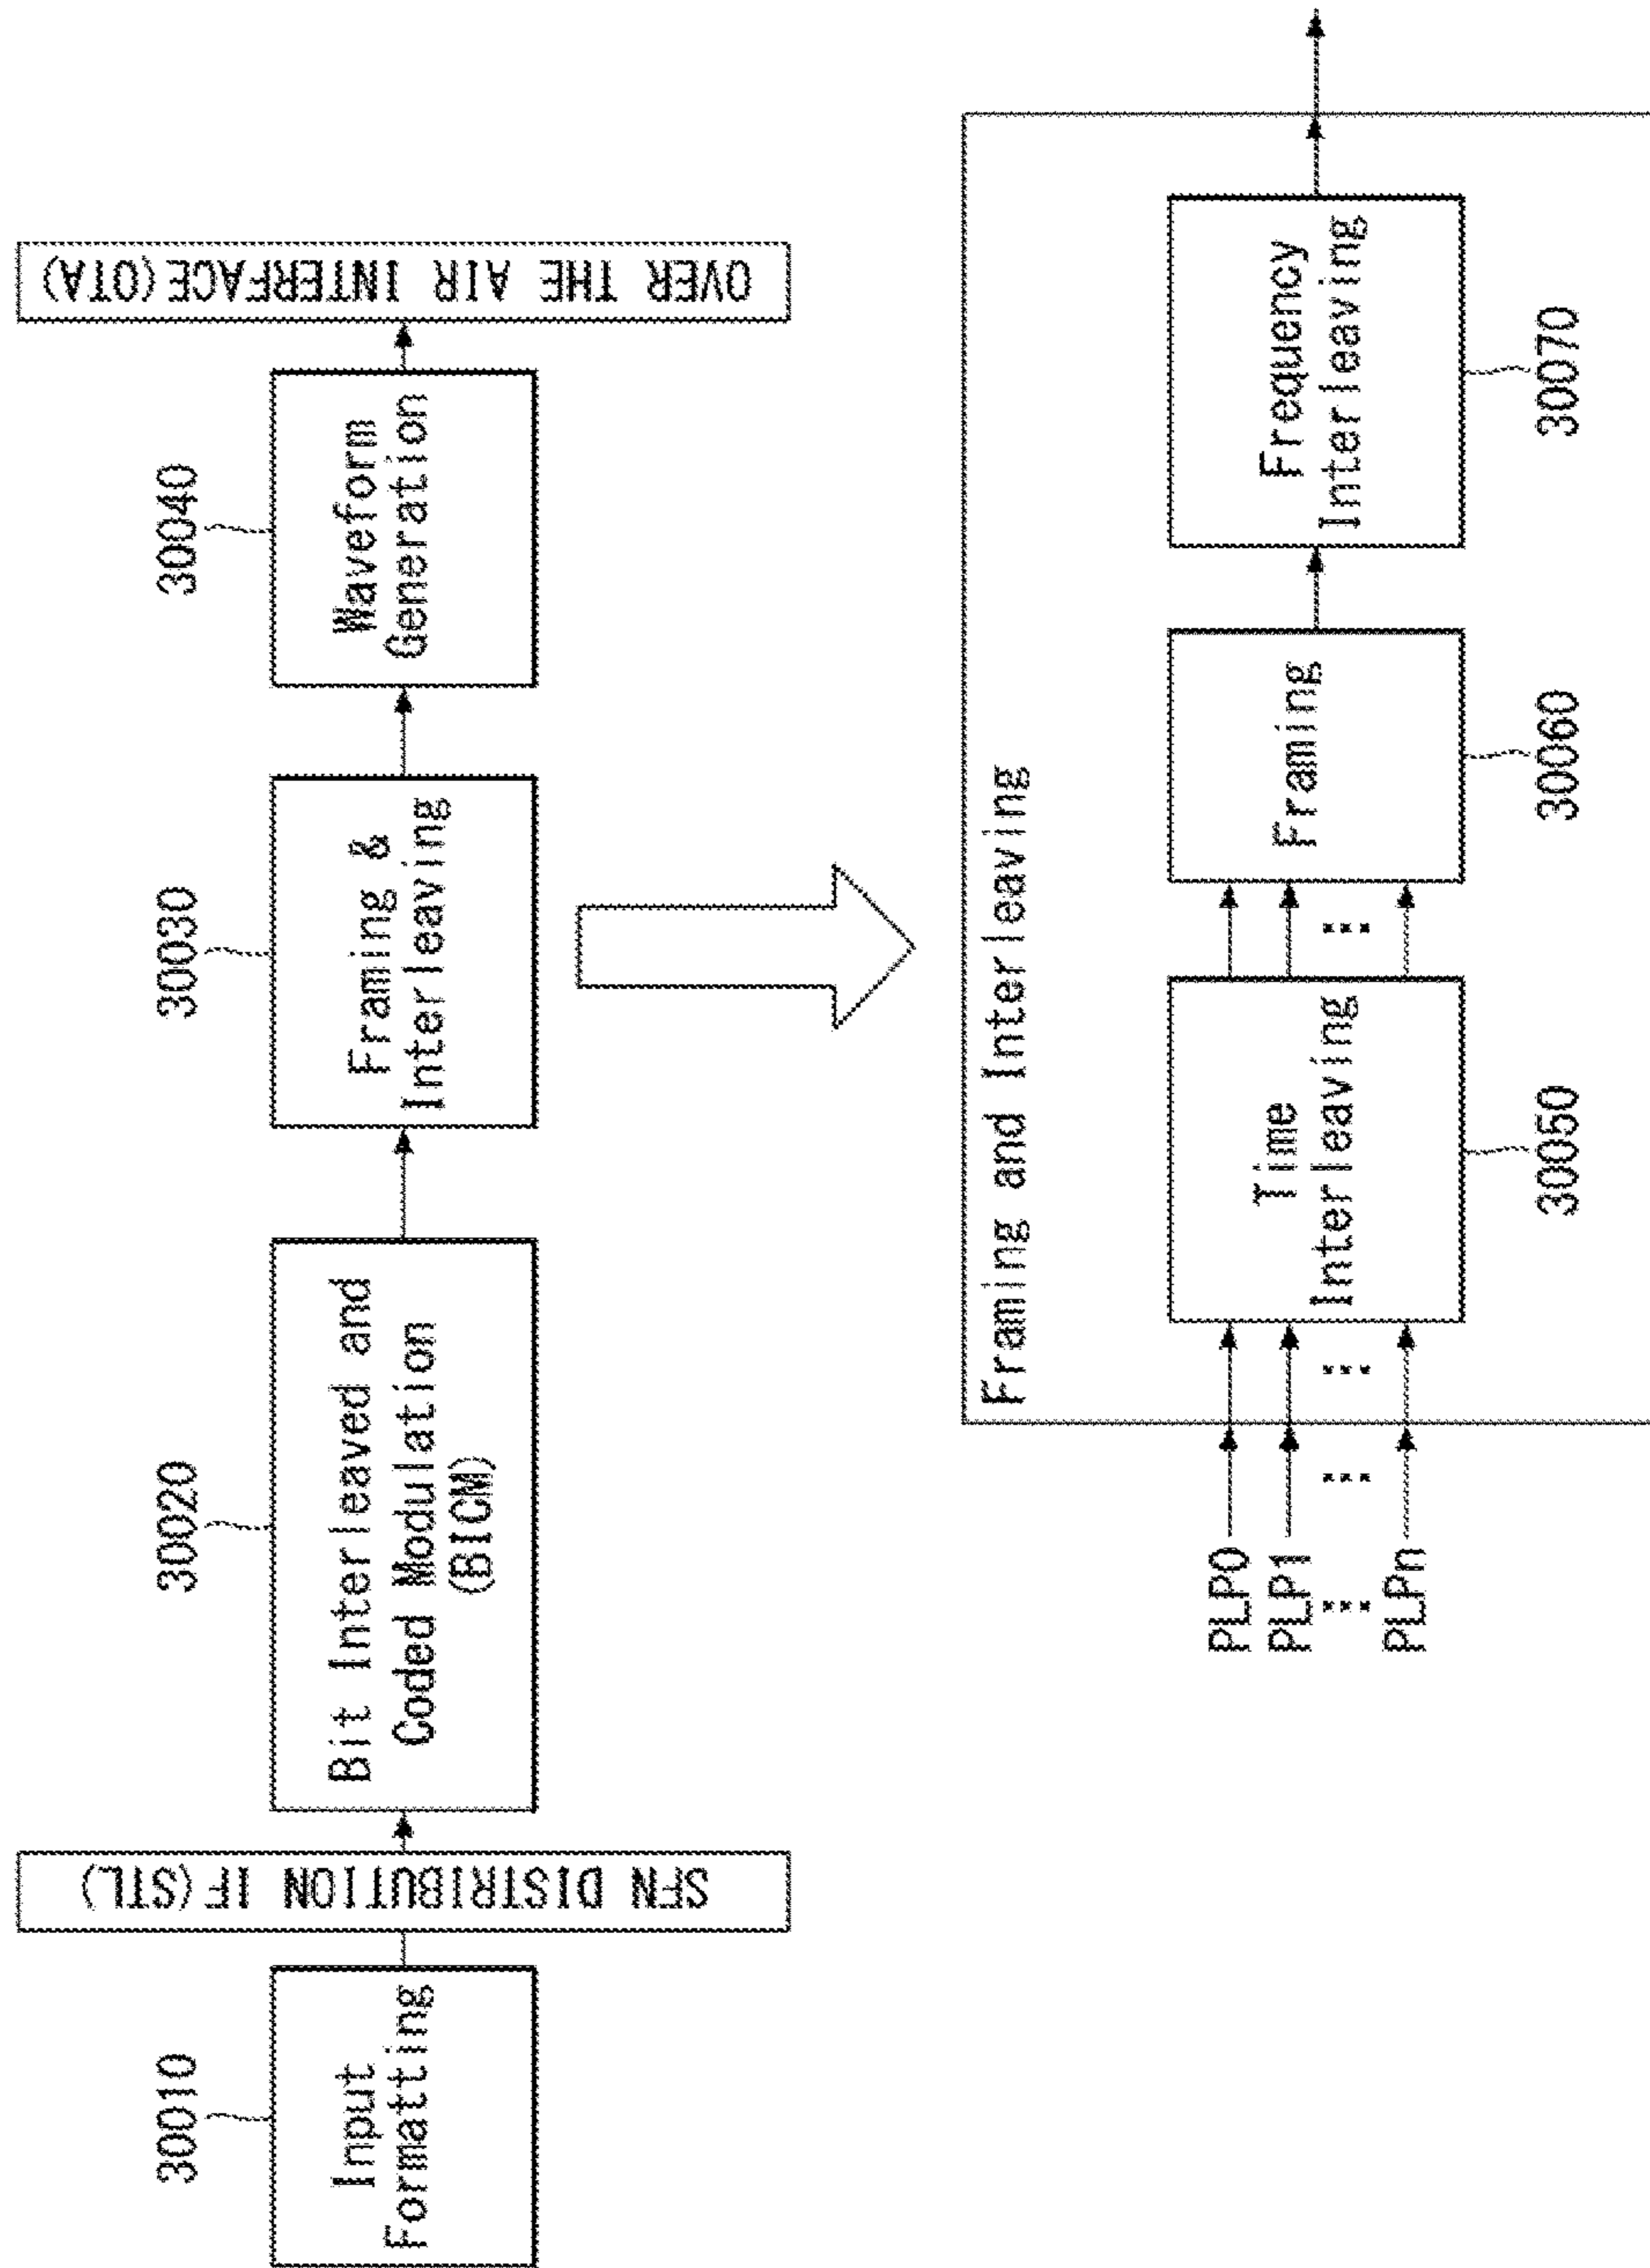 30010
Input
Formatting
SFN DISTRIBUTION IF(STL)
30020
Bit Interleaved and
Coded Modulation
(BICM)
30030
Framing &
Interleaving
30040
Waveform
Generation
OVER THE AIR INTERFACE(OTA)
Framing and Interleaving
PLP0
PLP1
PLPn
Time
Interleaving
30050
Framing
30060
Frequency
Interleaving
30070